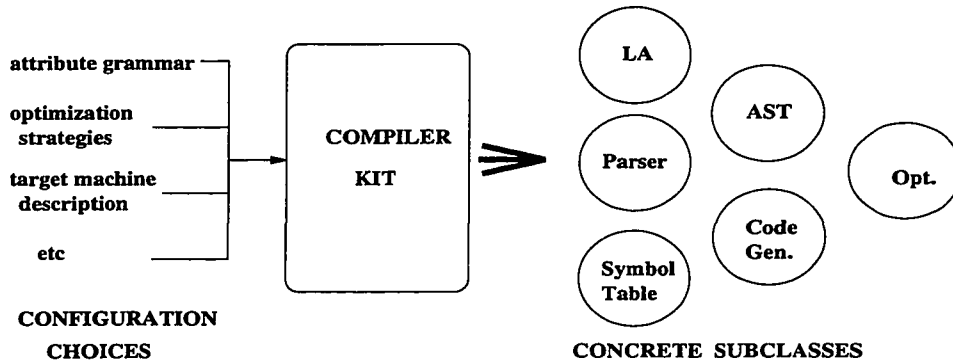 attribute grammar
optimization
strategies
target machine
description
etc
CONFIGURATION
CHOICES
COMPILER
KIT
LA
AST
Parser
Opt.
Code
Gen.
Symbol
Table
CONCRETE SUBCLASSES